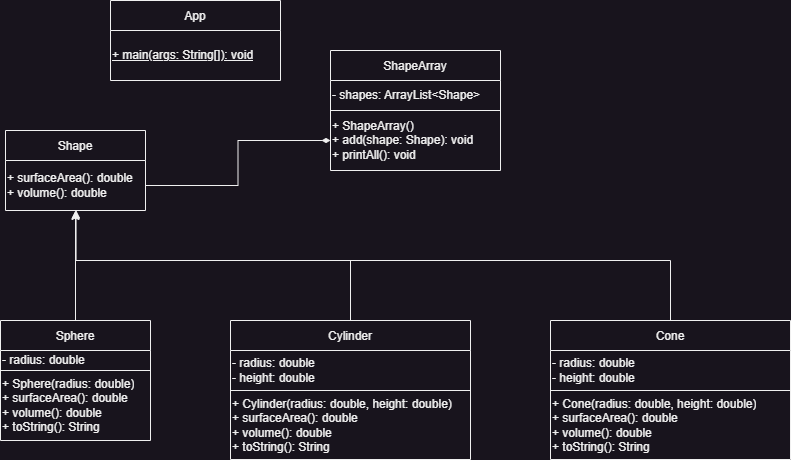 App
+ main(args: String[]): void
ShapeArray
- shapes: ArrayList<Shape>
+ ShapeArray()
+ add(shape: Shape): void
+ printAll(): void
Shape
+ surfaceArea(): double
+ volume(): double
Sphere
- radius: double
+ Sphere(radius: double)
+ surfaceArea(): double
+ volume(): double
+ toString(): String
Cylinder
- radius: double
- height: double
+ Cylinder(radius: double, height: double)
+ surfaceArea(): double
+ volume(): double
+ toString(): String
Cone
- radius: double
- height: double
+ Cone(radius: double, height: double)
+ surfaceArea(): double
+ volume(): double
+ toString(): String